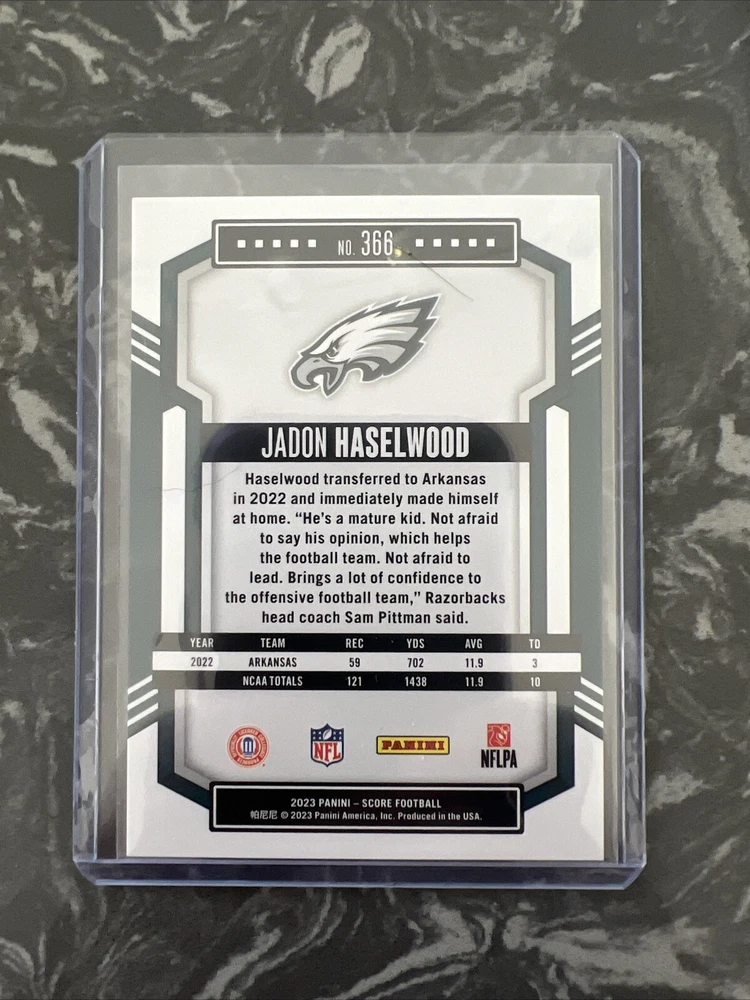 NO. 366
JADON HASELWOOD
Haselwood transferred to Arkansas
in 2022 and immediately made himself
at home. “He’s a mature kid. Not afraid
to say his opinion, which helps
the football team. Not afraid to
lead. Brings a lot of confidence to
the offensive football team,” Razorbacks
head coach Sam Pittman said.
YEAR TEAM REC YDS AVG TD
2022 ARKANSAS 59 702 11.9 3
NCAA TOTALS 121 1438 11.9 10
NFL
PANINI
NFLPA
2023 PANINI – SCORE FOOTBALL
帕尼尼 © 2023 Panini America, Inc. Produced in the USA.